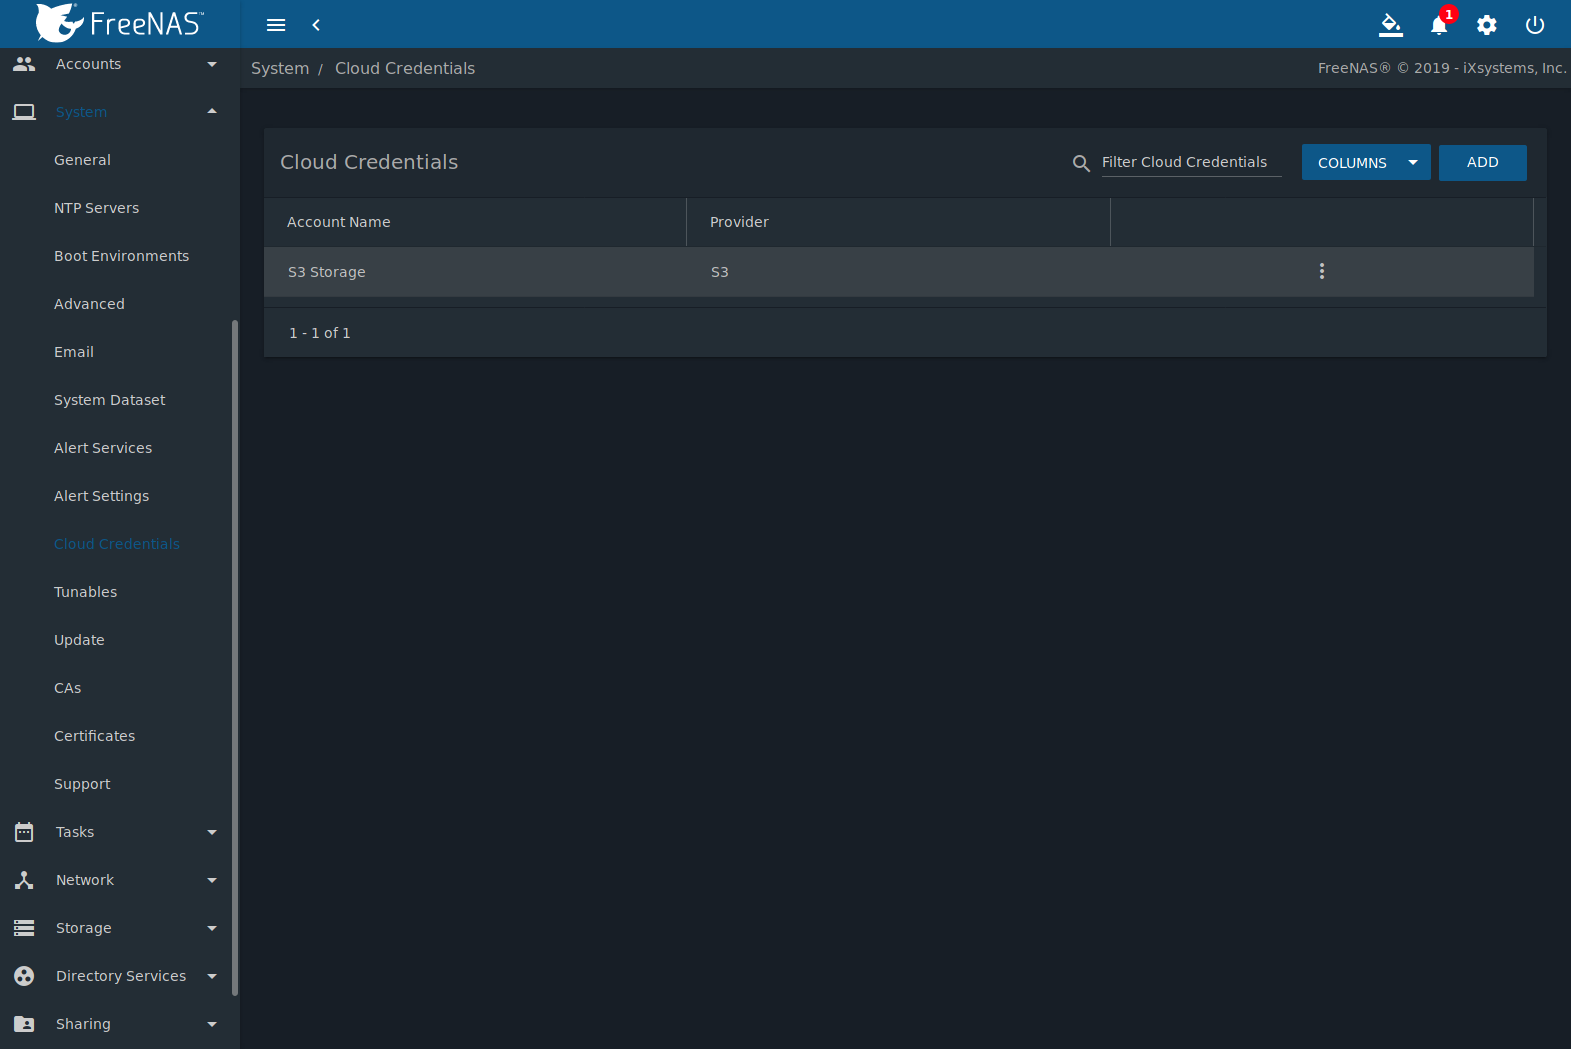 FreeNAS™
1
System / Cloud Credentials
FreeNAS® © 2019 - iXsystems, Inc.
Accounts
System
General
NTP Servers
Boot Environments
Advanced
Email
System Dataset
Alert Services
Alert Settings
Cloud Credentials
Tunables
Update
CAs
Certificates
Support
Tasks
Network
Storage
Directory Services
Sharing
Cloud Credentials
Filter Cloud Credentials
COLUMNS
ADD
Account Name Provider
S3 Storage S3
1 - 1 of 1